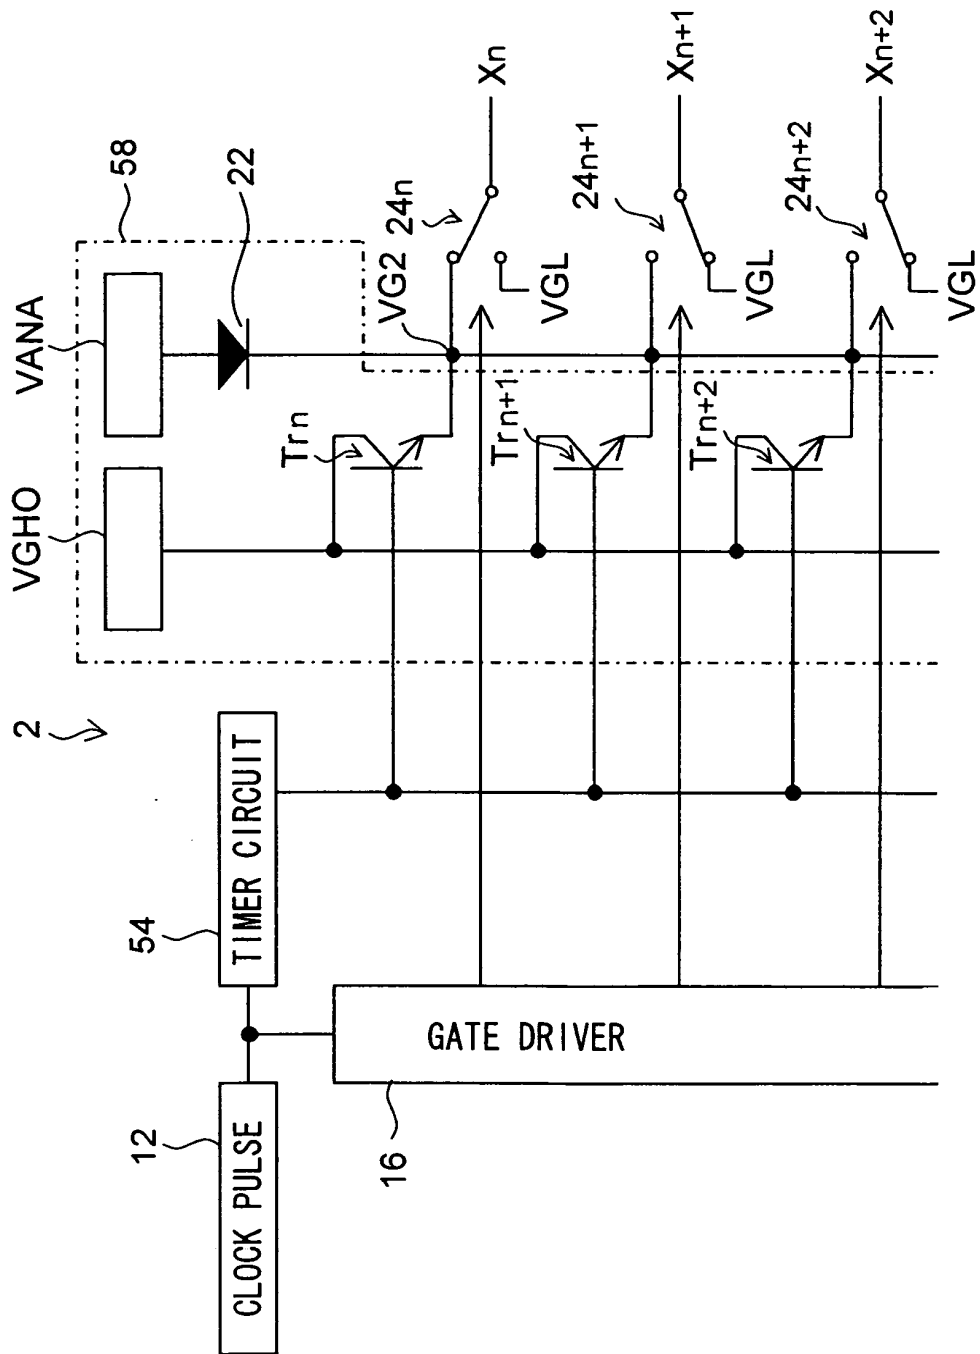 VGHO
VANA
58
22
2
Trn
VG2
24n
Xn
VGL
Trn+1
24n+1
Xn+1
VGL
Trn+2
24n+2
Xn+2
VGL
54
TIMER CIRCUIT
12
CLOCK PULSE
16
GATE DRIVER